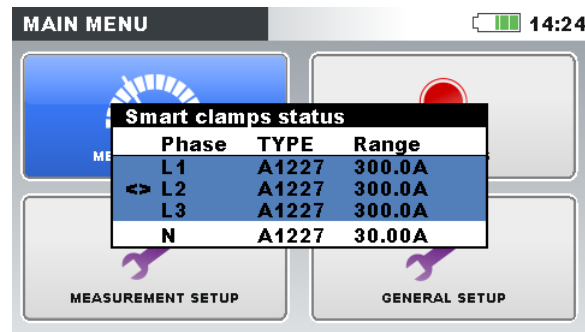 MAIN MENU 14:24
Smart clamps status
Phase TYPE Range
ME
L1 A1227 300.0A
<> L2 A1227 300.0A
L3 A1227 300.0A
N A1227 30.00A
MEASUREMENT SETUP GENERAL SETUP